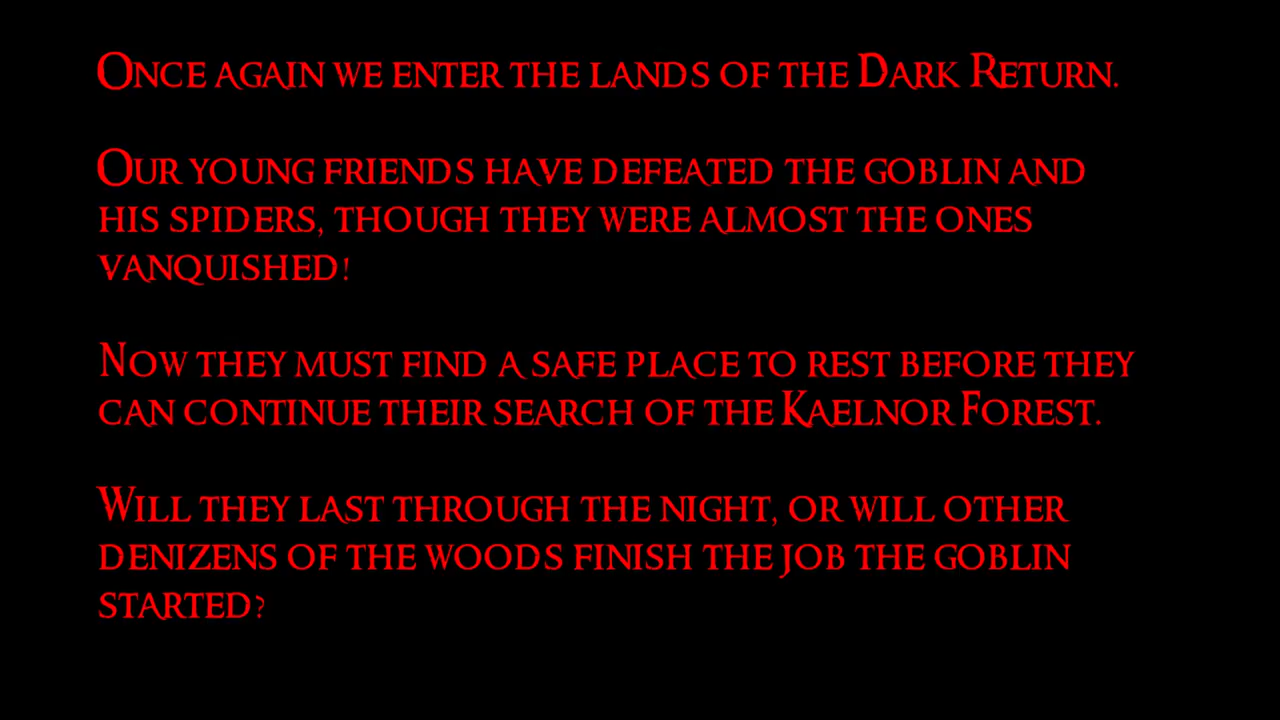 Once again we enter the lands of the Dark Return.
Our young friends have defeated the goblin and
his spiders, though they were almost the ones
vanquished!
Now they must find a safe place to rest before they
can continue their search of the Kaelnor Forest.
Will they last through the night, or will other
denizens of the woods finish the job the goblin
started?